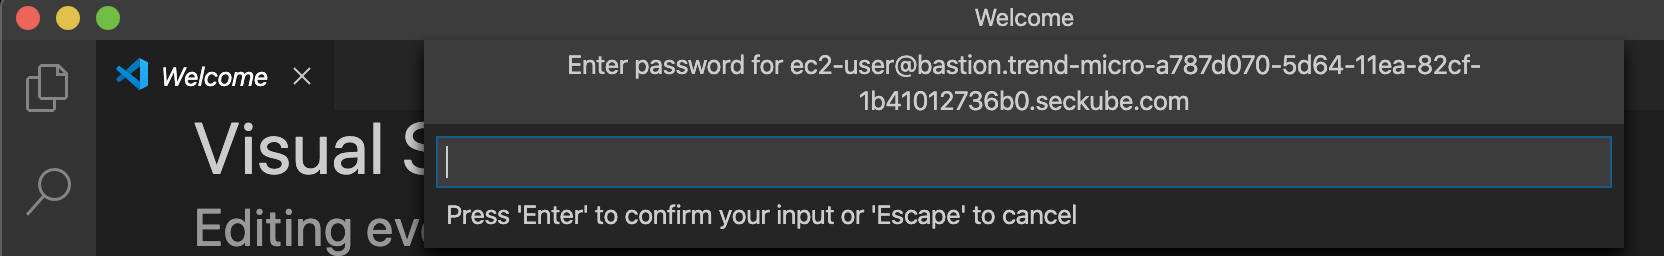 Welcome
Welcome
Enter password for ec2-user@bastion.trend-micro-a787d070-5d64-11ea-82cf-
1b41012736b0.seckube.com
Visual
Press 'Enter' to confirm your input or 'Escape' to cancel
Editing